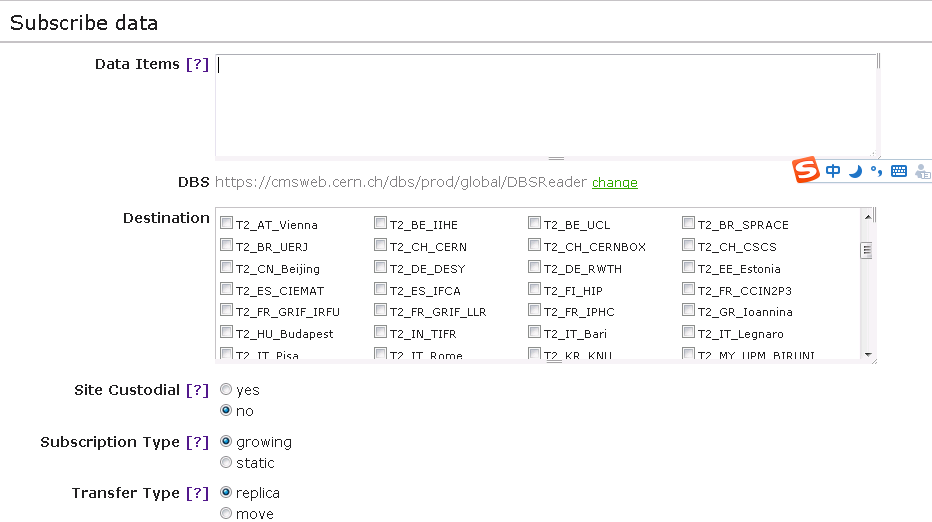 Subscribe data
Data Items [?]
DBS https://cmsweb.cern.ch/dbs/prod/global/DBSReader change
中
Destination
T2_AT_Vienna T2_BE_IIHE T2_BE_UCL T2_BR_SPRACE
T2_BR_UERJ T2_CH_CERN T2_CH_CERNBOX T2_CH_CSCS
T2_CN_Beijing T2_DE_DESY T2_DE_RWTH T2_EE_Estonia
T2_ES_CIEMAT T2_ES_IFCA T2_FI_HIP T2_FR_CCIN2P3
T2_FR_GRIF_IRFU T2_FR_GRIF_LLR T2_FR_IPHC T2_GR_Ioannina
T2_HU_Budapest T2_IN_TIFR T2_IT_Bari T2_IT_Legnaro
T2_IT_Pisa T2_IT_Rome T2_KR_KNU T2_MY_UPM_BIRUNI
Site Custodial [?] yes
no
Subscription Type [?] growing
static
Transfer Type [?] replica
move